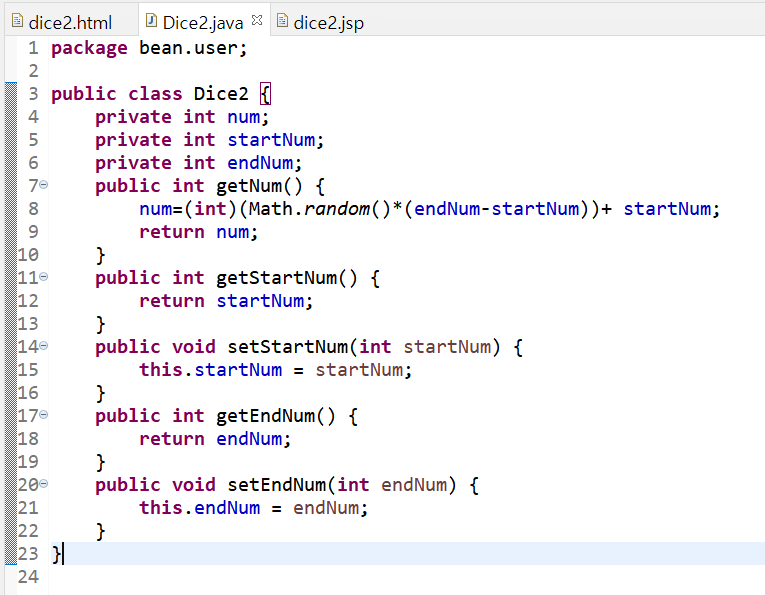 dice2.html Dice2.java dice2.jsp
1 package bean.user;
2
3 public class Dice2 {
4     private int num;
5     private int startNum;
6     private int endNum;
7     public int getNum() {
8         num=(int)(Math.random()*(endNum-startNum))+ startNum;
9         return num;
10     }
11     public int getStartNum() {
12         return startNum;
13     }
14     public void setStartNum(int startNum) {
15         this.startNum = startNum;
16     }
17     public int getEndNum() {
18         return endNum;
19     }
20     public void setEndNum(int endNum) {
21         this.endNum = endNum;
22     }
23 }
24